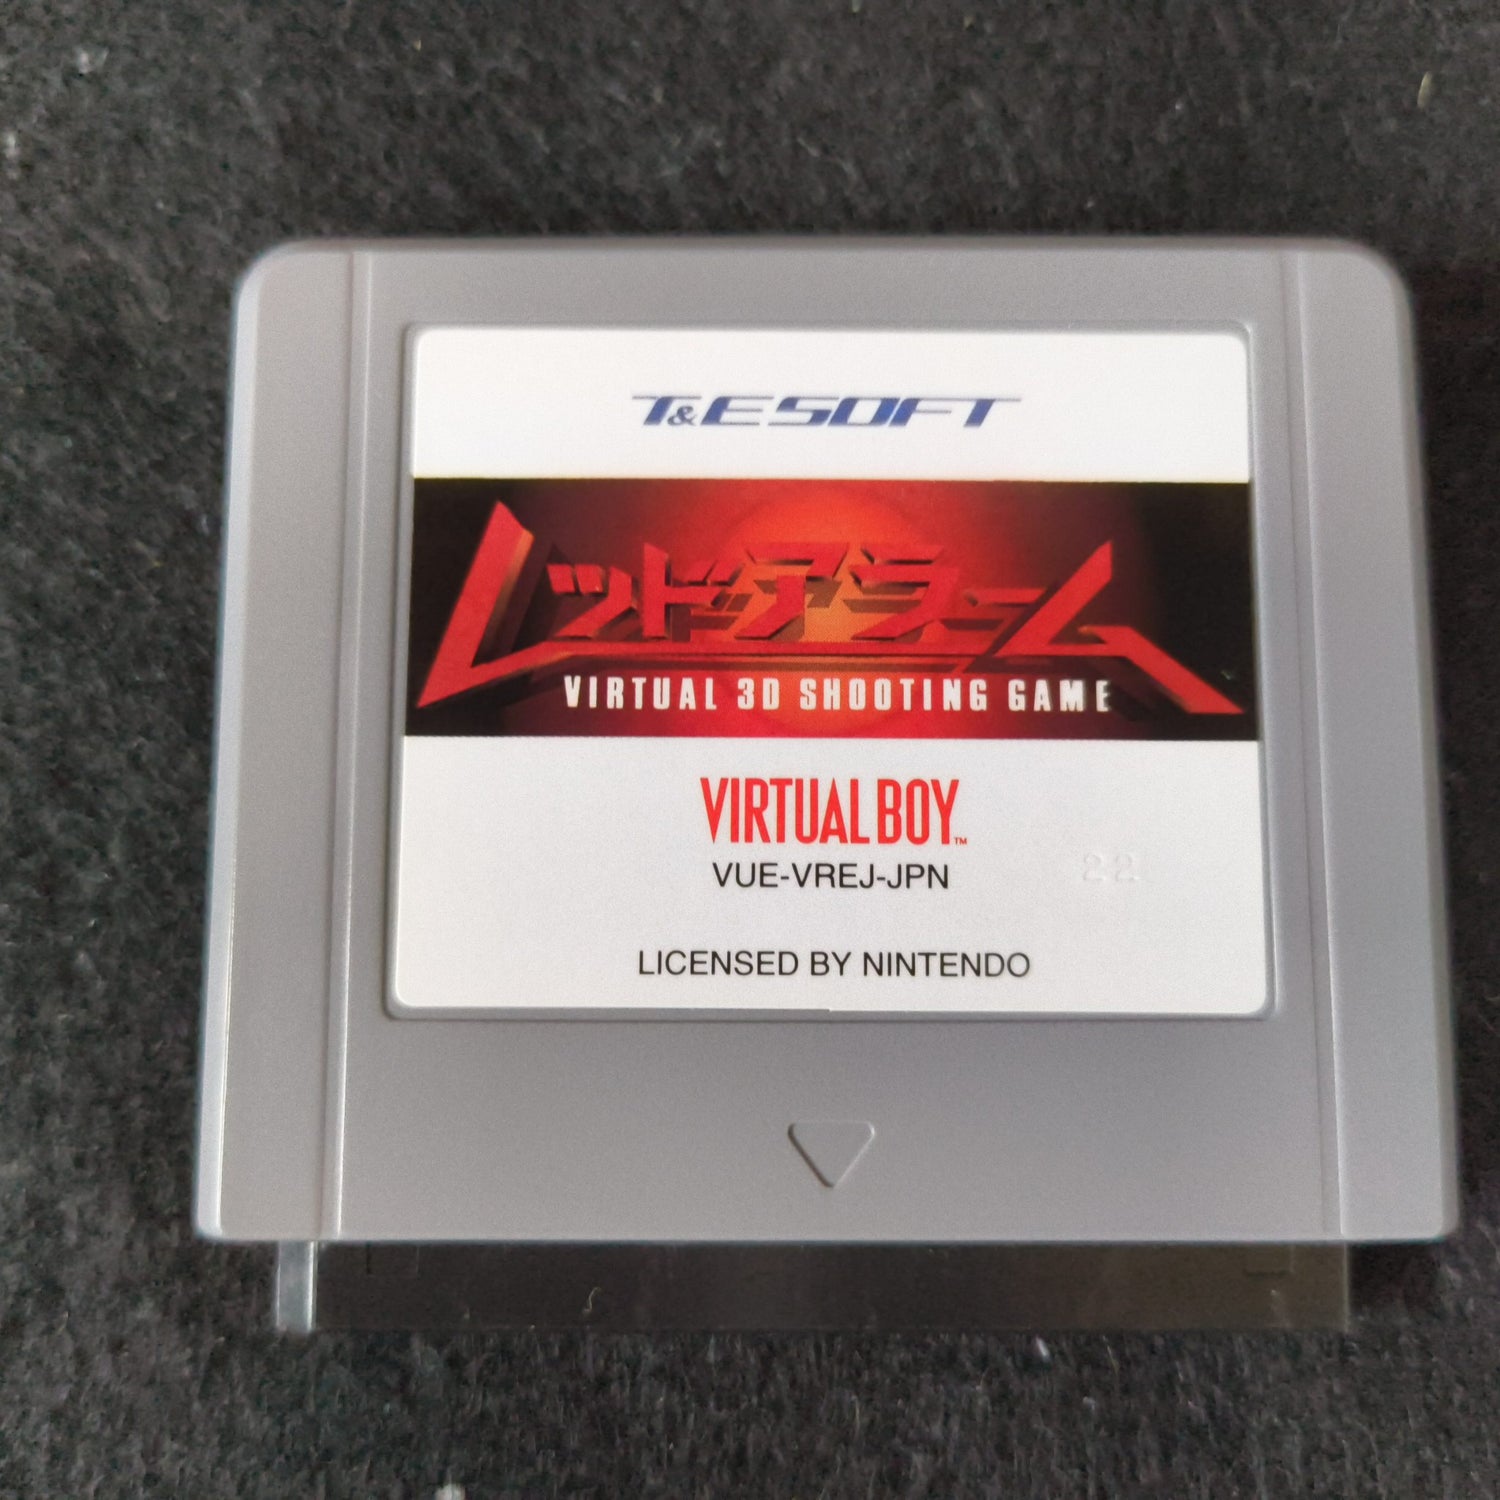 T&E SOFT
レッドアラーム
VIRTUAL 3D SHOOTING GAME
VIRTUAL BOY™
VUE-VREJ-JPN
22
LICENSED BY NINTENDO